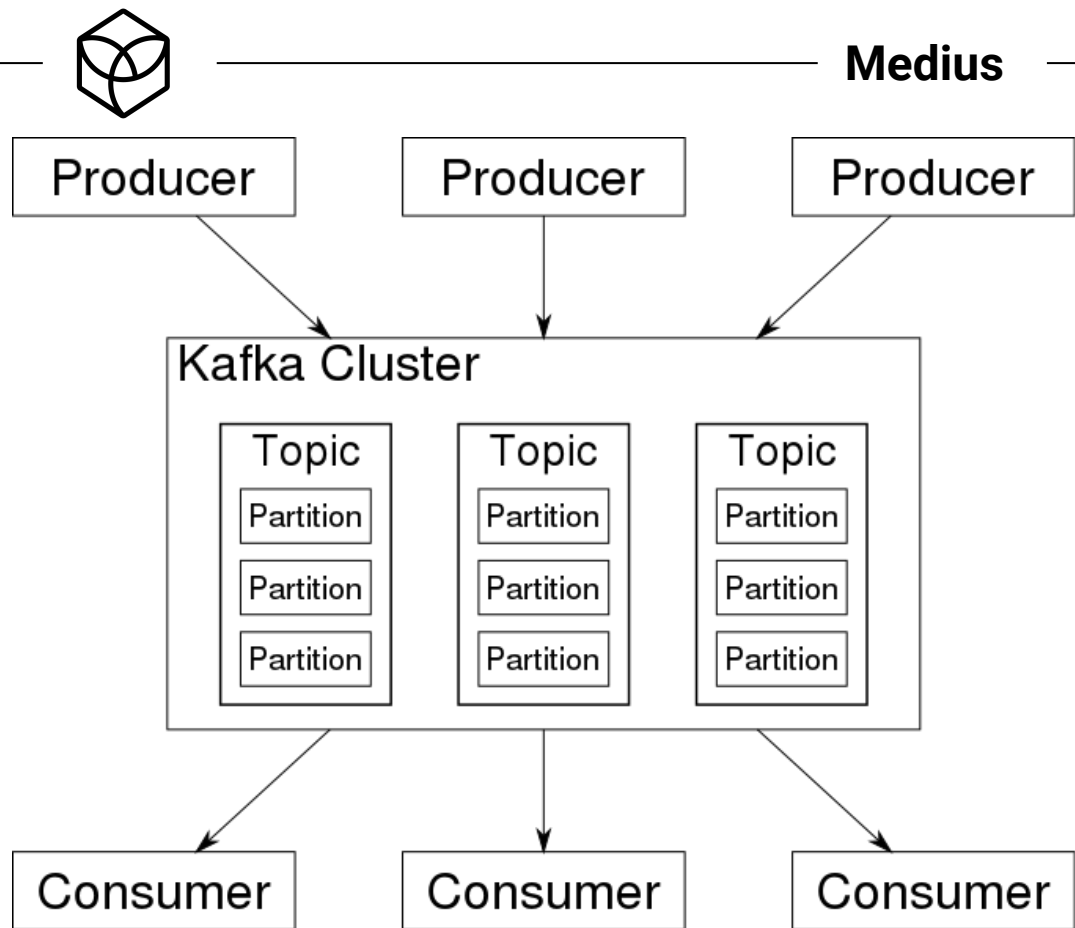 Medius
Producer Producer Producer
Kafka Cluster
Topic Topic Topic
Partition Partition Partition
Partition Partition Partition
Partition Partition Partition
Consumer Consumer Consumer